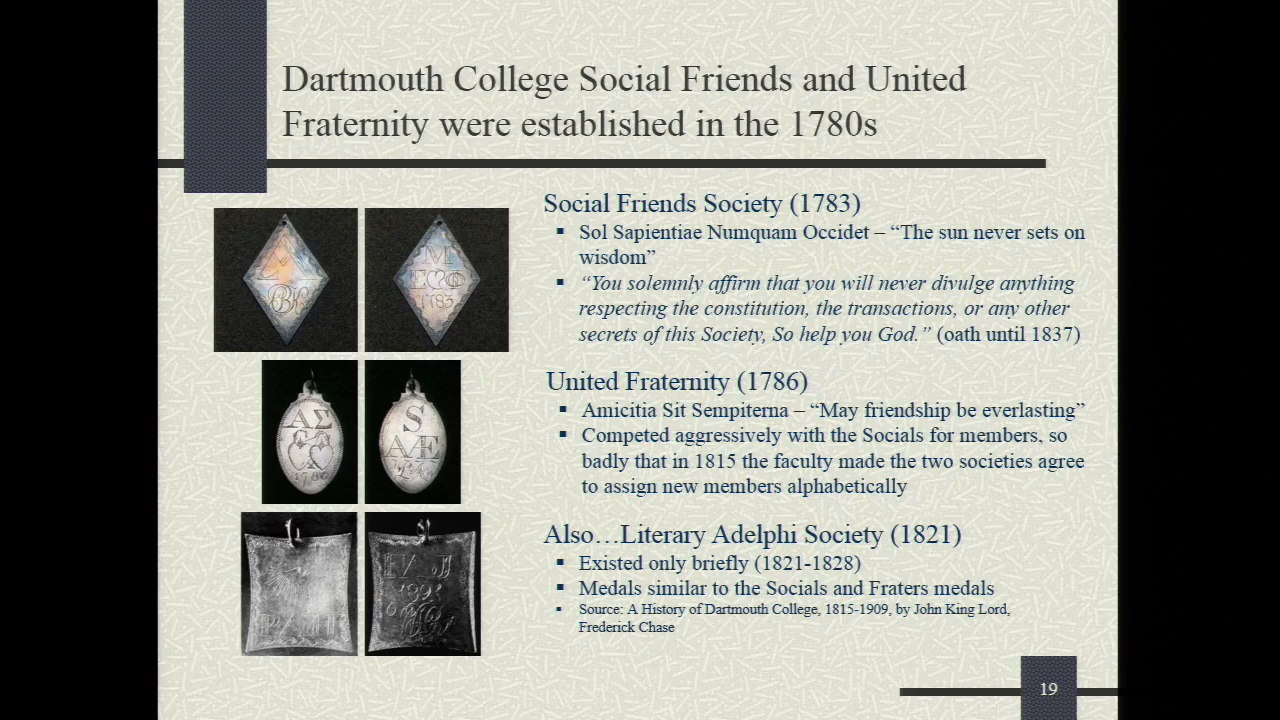 Dartmouth College Social Friends and United
Fraternity were established in the 1780s
Social Friends Society (1783)
▪ Sol Sapientiae Numquam Occidet – “The sun never sets on
wisdom”
▪ “You solemnly affirm that you will never divulge anything
respecting the constitution, the transactions, or any other
secrets of this Society, So help you God.” (oath until 1837)
United Fraternity (1786)
▪ Amicitia Sit Sempiterna – “May friendship be everlasting”
▪ Competed aggressively with the Socials for members, so
badly that in 1815 the faculty made the two societies agree
to assign new members alphabetically
Also…Literary Adelphi Society (1821)
▪ Existed only briefly (1821-1828)
▪ Medals similar to the Socials and Fraters medals
▪ Source: A History of Dartmouth College, 1815-1909, by John King Lord,
Frederick Chase
M
1783
ΑΣ
1786
S
19